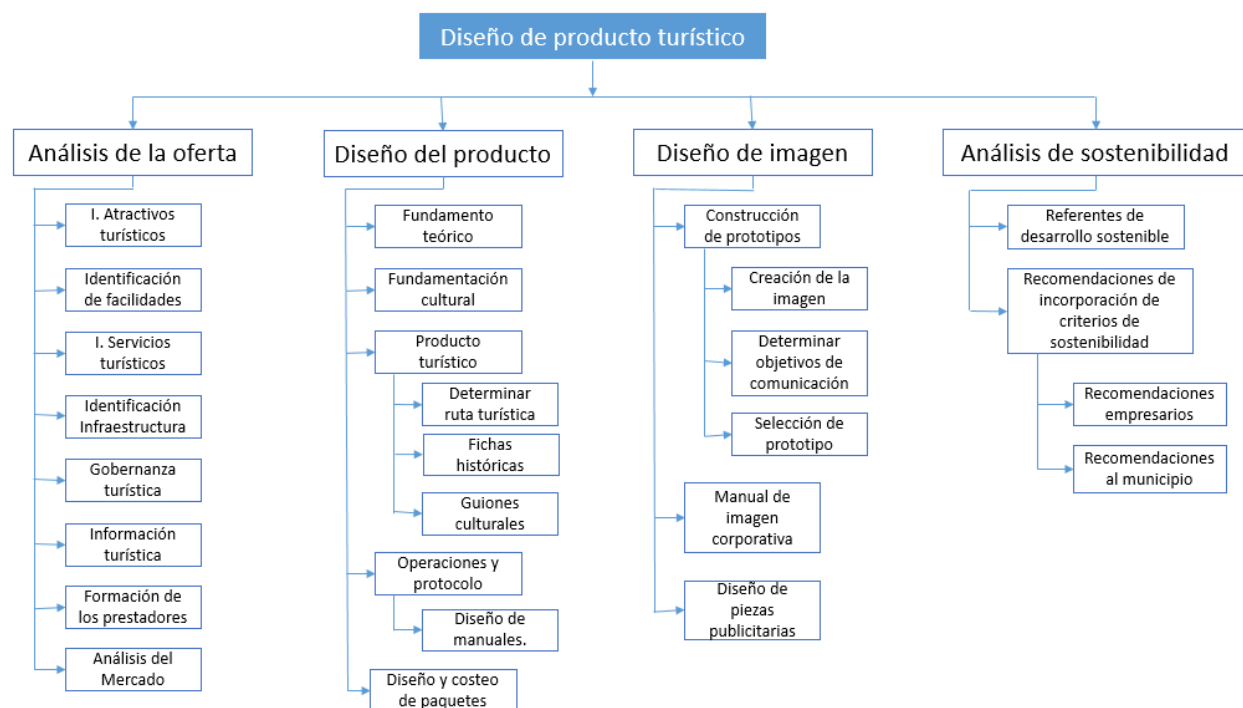 Diseño de producto turístico
Análisis de la oferta
I. Atractivos
turísticos
Identificación
de facilidades
I. Servicios
turísticos
Identificación
Infraestructura
Gobernanza
turística
Información
turística
Formación de
los prestadores
Análisis del
Mercado
Diseño del producto
Fundamento
teórico
Fundamentación
cultural
Producto
turístico
Determinar
ruta turística
Fichas
históricas
Guiones
culturales
Operaciones y
protocolo
Diseño de
manuales.
Diseño y costeo
de paquetes
Diseño de imagen
Construcción
de prototipos
Creación de la
imagen
Determinar
objetivos de
comunicación
Selección de
prototipo
Manual de
imagen
corporativa
Diseño de
piezas
publicitarias
Análisis de sostenibilidad
Referentes de
desarrollo sostenible
Recomendaciones de
incorporación de
criterios de
sostenibilidad
Recomendaciones
empresarios
Recomendaciones
al municipio